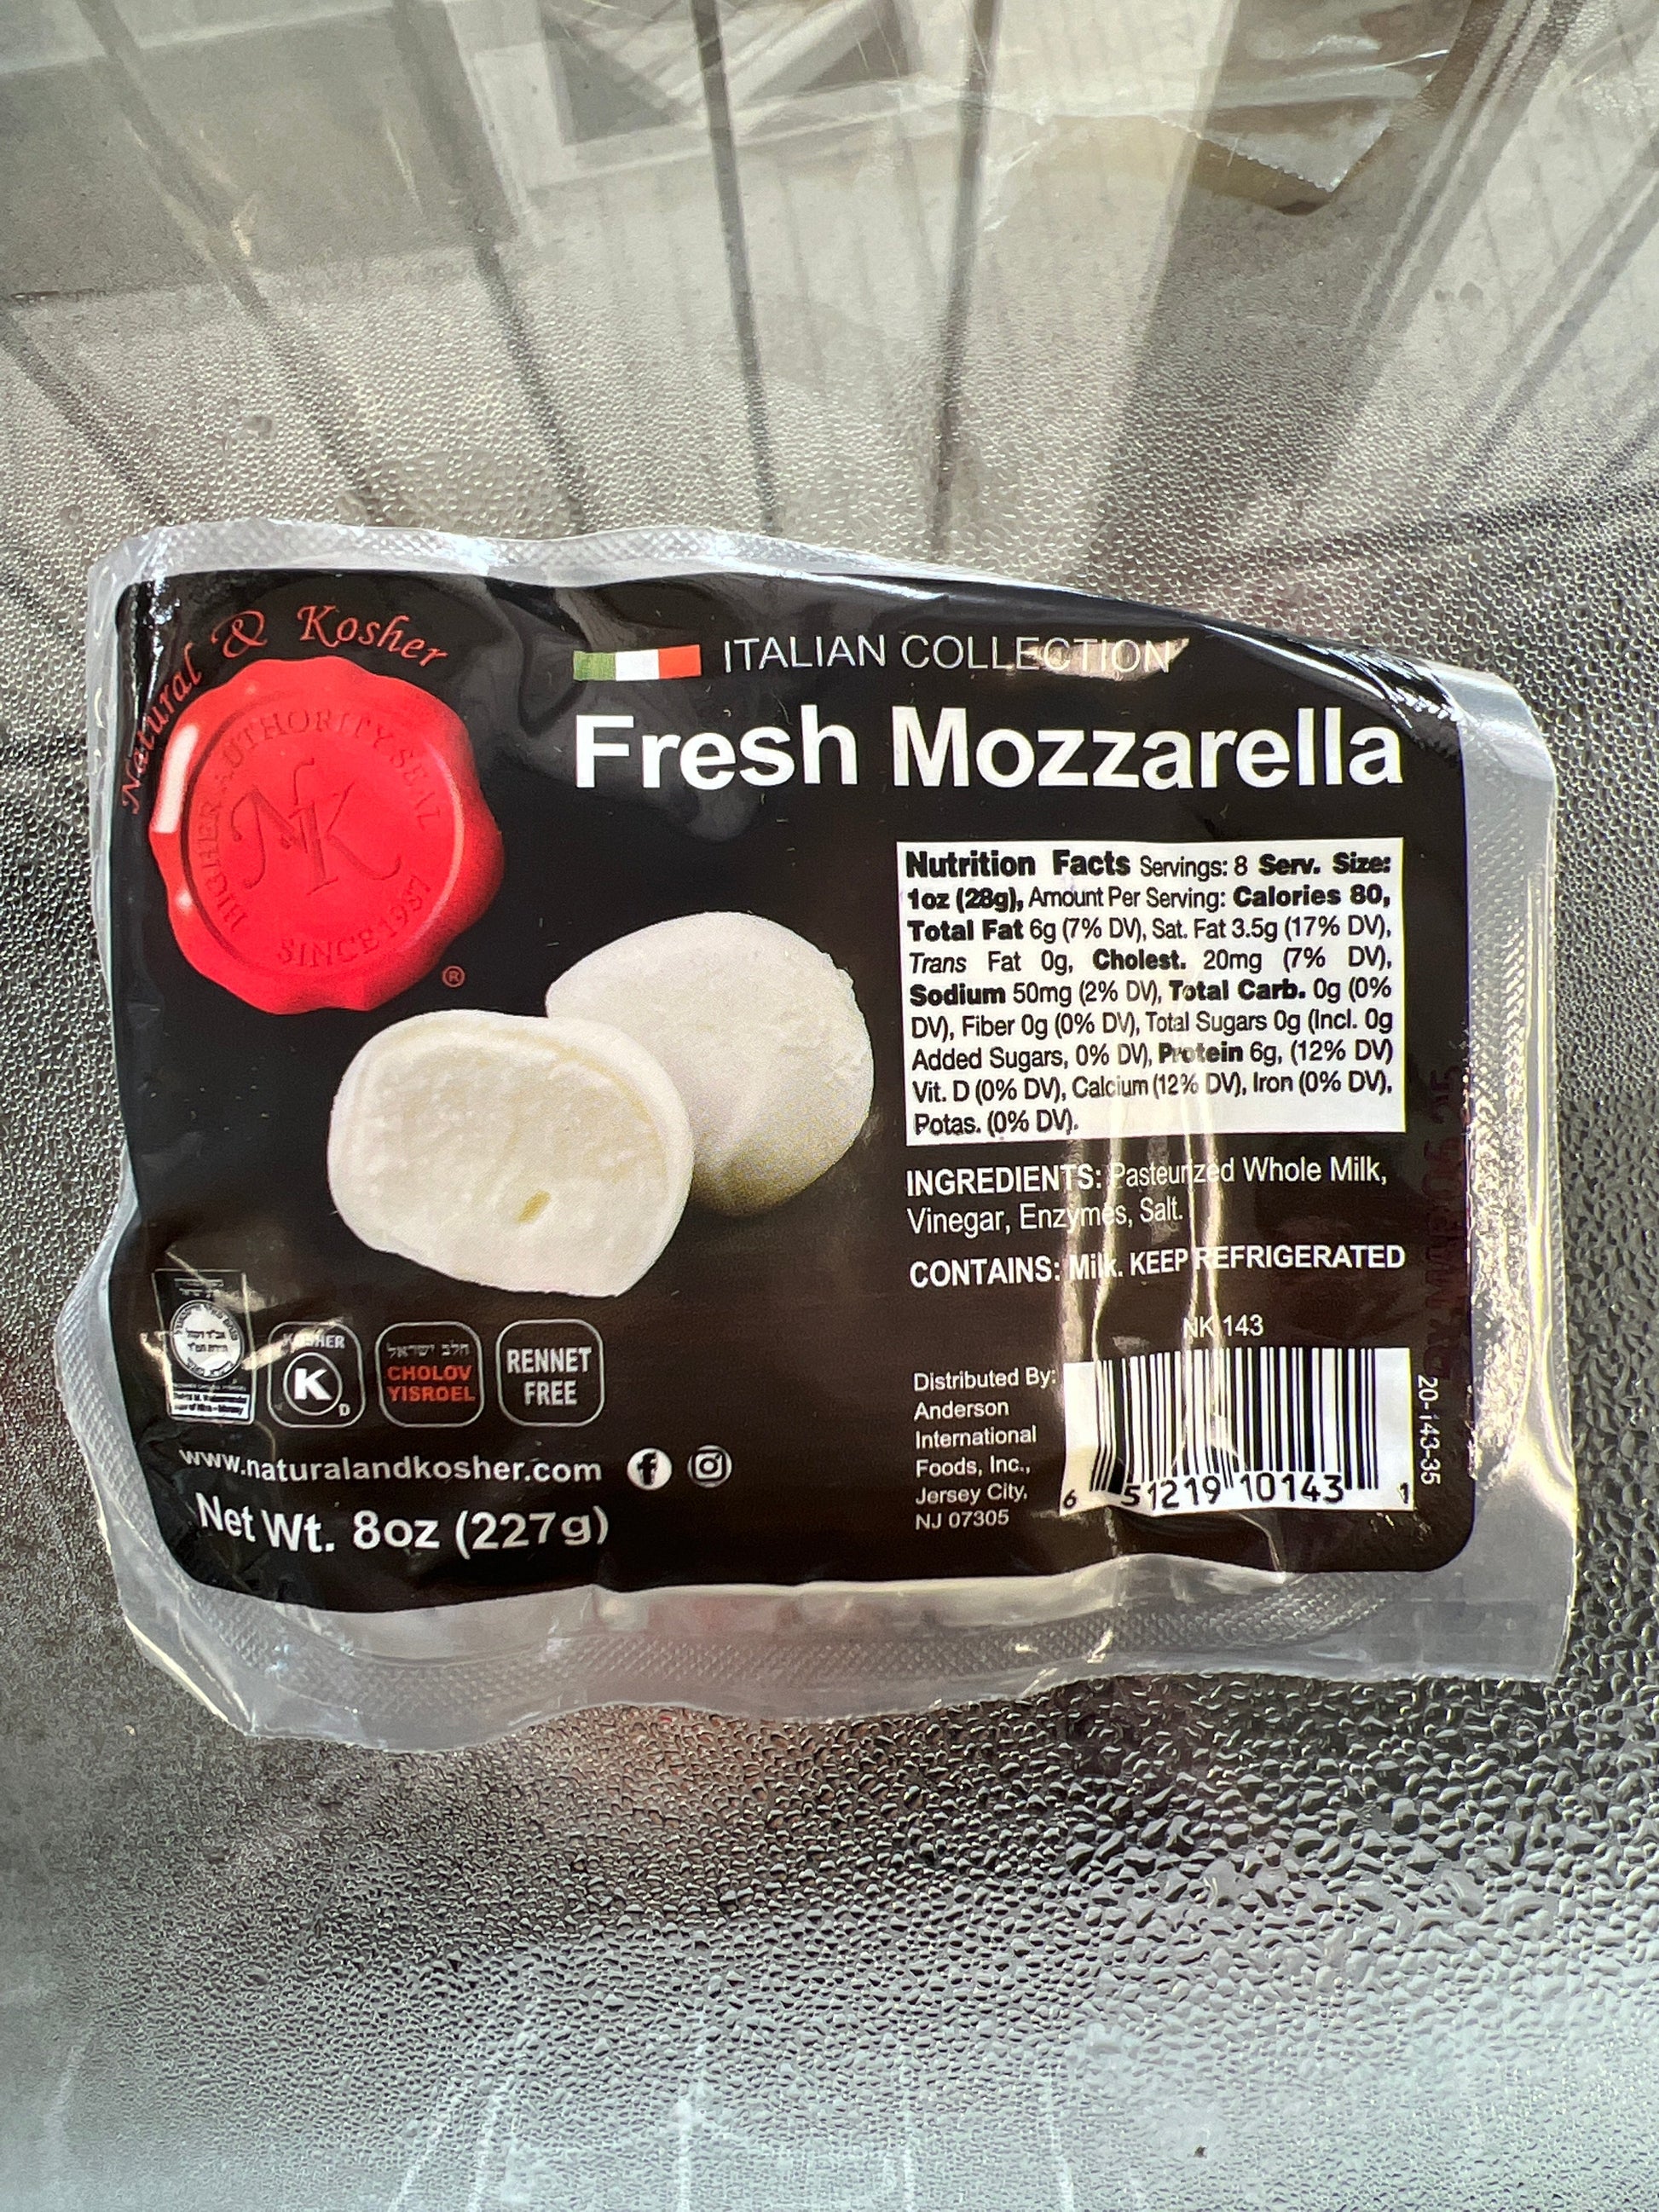 Natural & Kosher
HIGHER AUTHORITY SEAL
NK
SINCE 1987
®
ITALIAN COLLECTION
Fresh Mozzarella
Nutrition Facts Servings: 8 Serv. Size:
1oz (28g), Amount Per Serving: Calories 80,
Total Fat 6g (7% DV), Sat. Fat 3.5g (17% DV),
Trans Fat 0g, Cholest. 20mg (7% DV),
Sodium 50mg (2% DV), Total Carb. 0g (0%
DV), Fiber 0g (0% DV), Total Sugars 0g (Incl. 0g
Added Sugars, 0% DV), Protein 6g, (12% DV)
Vit. D (0% DV), Calcium (12% DV), Iron (0% DV),
Potas. (0% DV).
INGREDIENTS: Pasteurized Whole Milk,
Vinegar, Enzymes, Salt.
CONTAINS: Milk. KEEP REFRIGERATED
NK 143
Distributed By:
Anderson
International
Foods, Inc.,
Jersey City,
NJ 07305
6 51219 10143 1
20-143-35
KOSHER
K
D
חלב ישראל
CHOLOV
YISROEL
RENNET
FREE
www.naturalandkosher.com
Net Wt. 8oz (227g)